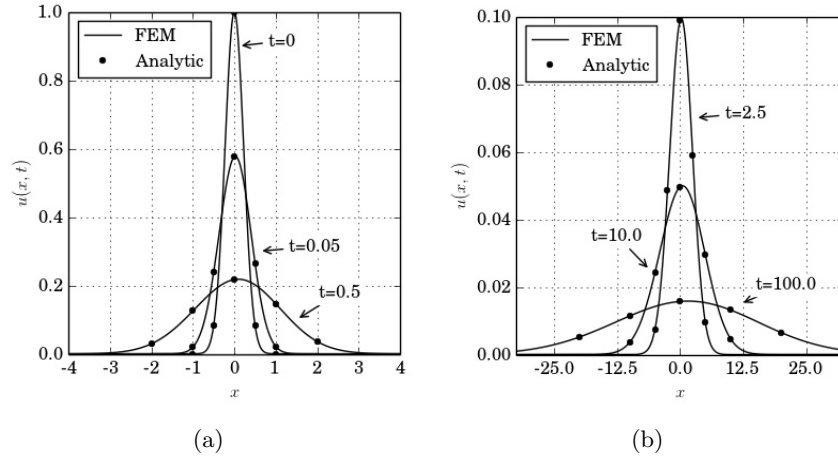 FEM
Analytic
t=0
t=0.05
t=0.5
1.0
0.8
0.6
0.4
0.2
0.0
u(x, t)
-4 -3 -2 -1 0 1 2 3 4
x
(a)
FEM
Analytic
t=2.5
t=10.0
t=100.0
0.10
0.08
0.06
0.04
0.02
0.00
u(x, t)
-25.0 -12.5 0.0 12.5 25.0
x
(b)